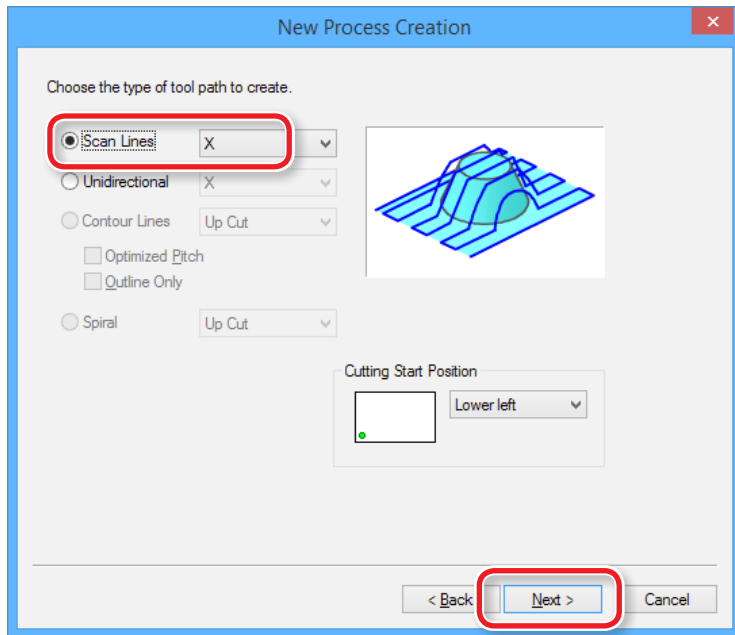 New Process Creation
Choose the type of tool path to create.
Scan Lines X
Unidirectional X
Contour Lines Up Cut
Optimized Pitch
Outline Only
Spiral Up Cut
Cutting Start Position
Lower left
< Back Next > Cancel